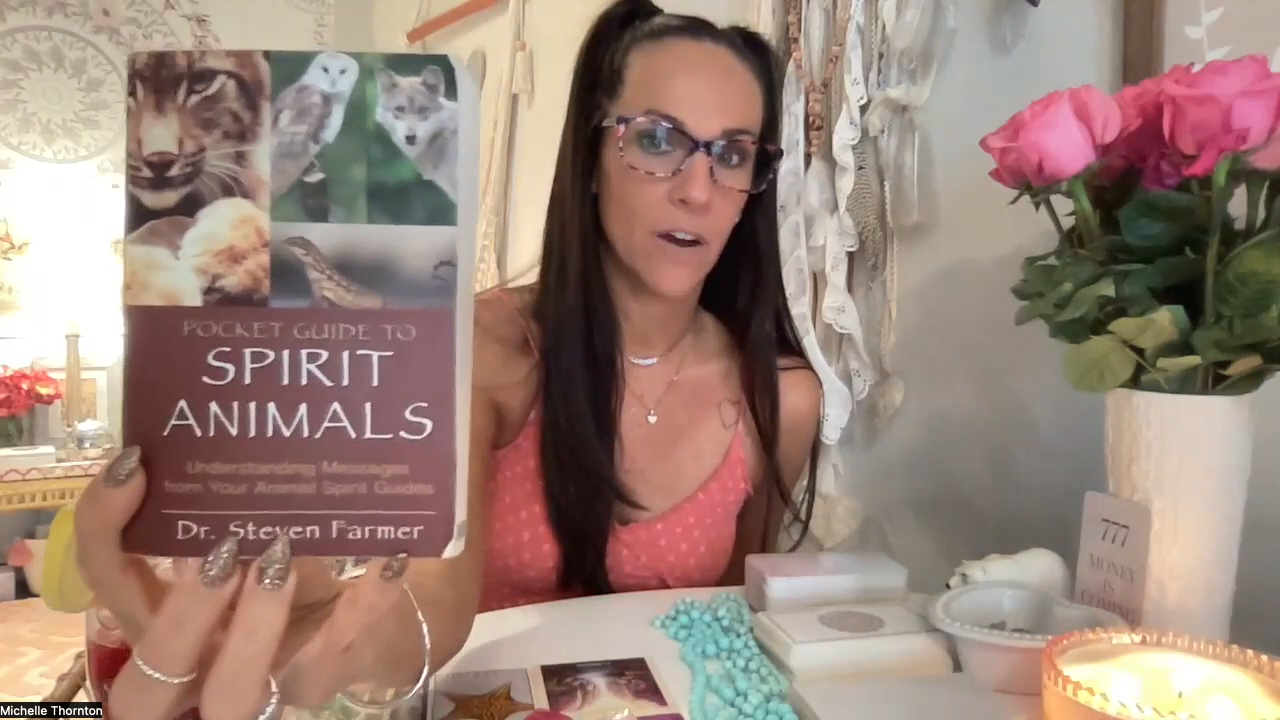 POCKET GUIDE TO
SPIRIT
ANIMALS
Understanding Messages
from Your Animal Spirit Guides
Dr. Steven Farmer
777
MONEY
IS
COMING
Michelle Thornton